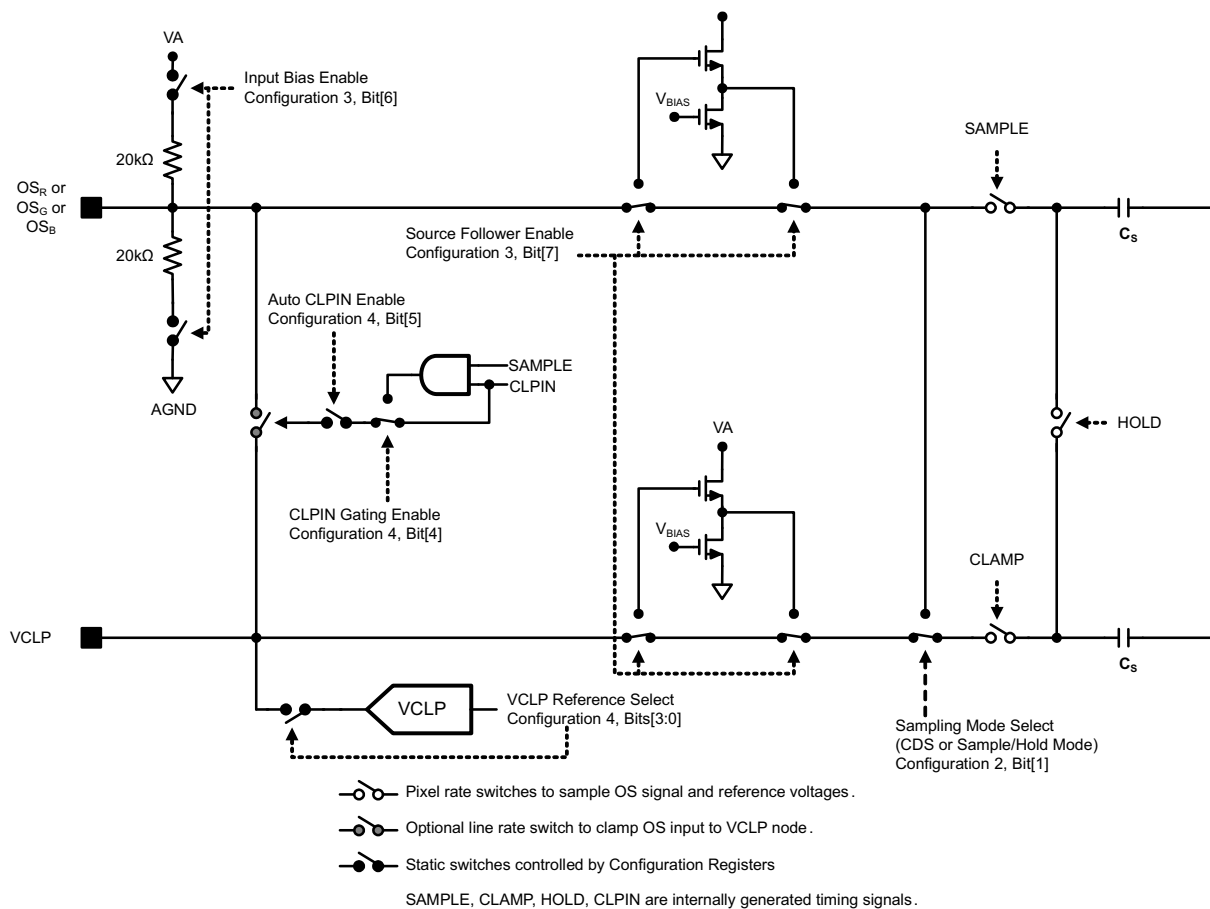 VA
Input Bias Enable
Configuration 3, Bit[6]
20kΩ
OSR or
OSG or
OSB
20kΩ
AGND
VBIAS
SAMPLE
CS
Source Follower Enable
Configuration 3, Bit[7]
Auto CLPIN Enable
Configuration 4, Bit[5]
SAMPLE
CLPIN
HOLD
CLPIN Gating Enable
Configuration 4, Bit[4]
VA
VBIAS
CLAMP
VCLP
CS
VCLP
VCLP Reference Select
Configuration 4, Bits[3:0]
Sampling Mode Select
(CDS or Sample/Hold Mode)
Configuration 2, Bit[1]
Pixel rate switches to sample OS signal and reference voltages.
Optional line rate switch to clamp OS input to VCLP node.
Static switches controlled by Configuration Registers
SAMPLE, CLAMP, HOLD, CLPIN are internally generated timing signals.